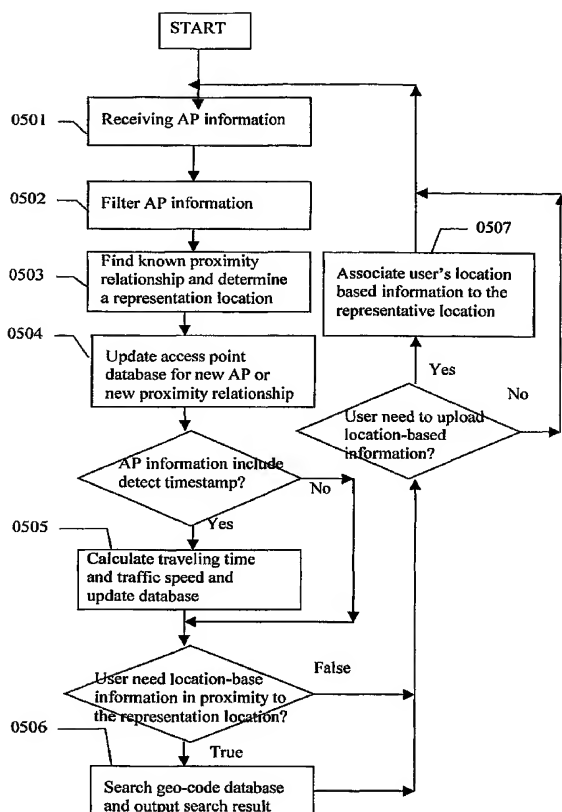 START
0501
Receiving AP information
0502
Filter AP information
0503
Find known proximity
relationship and determine
a representation location
0504
Update access point
database for new AP or
new proximity relationship
AP information include
detect timestamp?
No
Yes
0505
Calculate traveling time
and traffic speed and
update database
User need location-base
information in proximity to
the representation location?
False
True
0506
Search geo-code database
and output search result
0507
Associate user's location
based information to the
representative location
Yes
No
User need to upload
location-based
information?